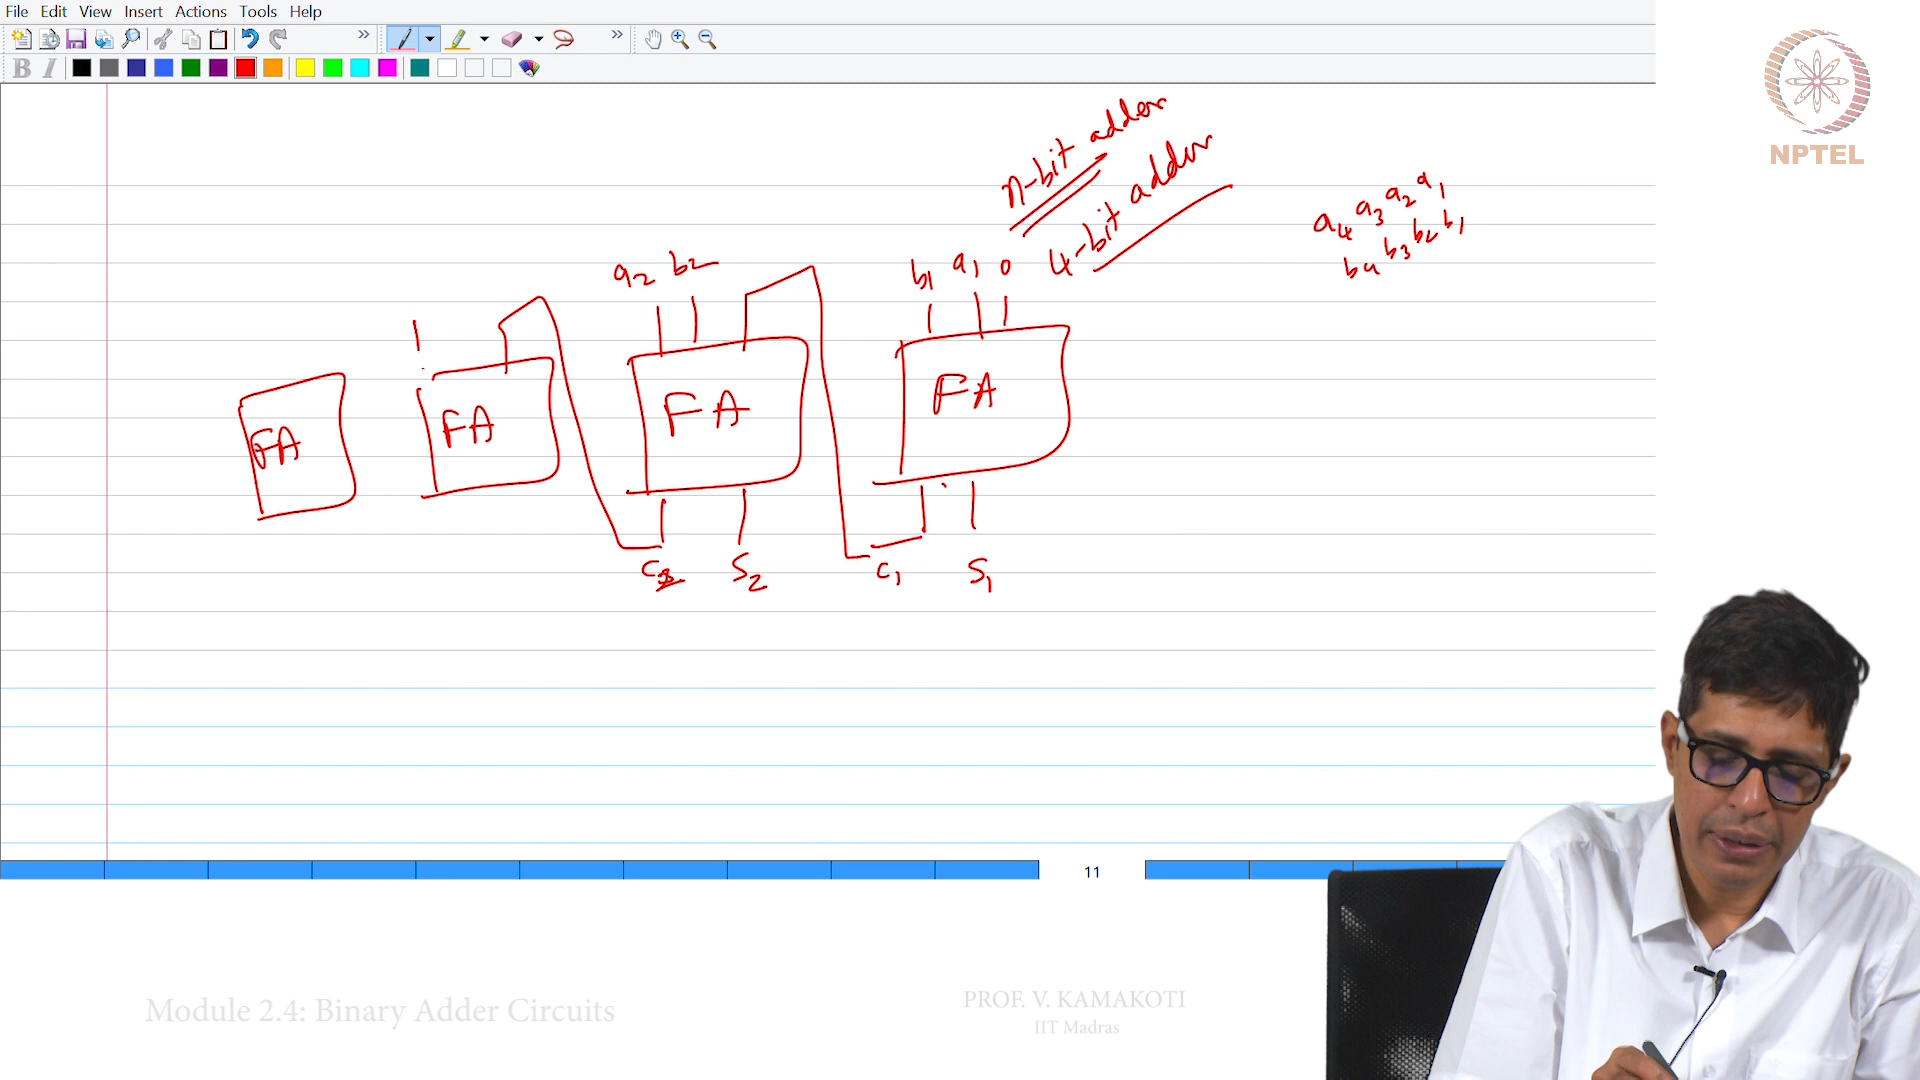 File Edit View Insert Actions Tools Help
B I
NPTEL
n-bit adder
4-bit adder
a4 a3 a2 a1
b4 b3 b2 b1
a2 b2
b1 a1 0
FA
FA
FA
FA
S2
C1
S1
11
Module 2.4: Binary Adder Circuits
PROF. V. KAMAKOTI
IIT Madras